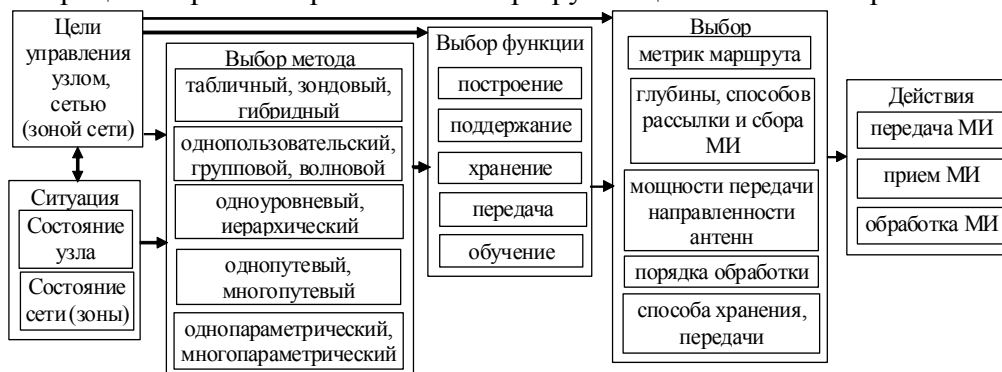 Цели
управления
узлом,
сетью
(зоной сети)
Ситуация
Состояние
узла
Состояние
сети (зоны)
Выбор метода
табличный, зондовый,
гибридный
однопользовательский,
групповой, волновой
одноуровневый,
иерархический
однопутевый,
многопутевый
однопараметрический,
многопараметрический
Выбор функции
построение
поддержание
хранение
передача
обучение
Выбор
метрик маршрута
глубины, способов
рассылки и сбора
МИ
мощности передачи
направленности
антенн
порядка обработки
способа хранения,
передачи
Действия
передача МИ
прием МИ
обработка МИ